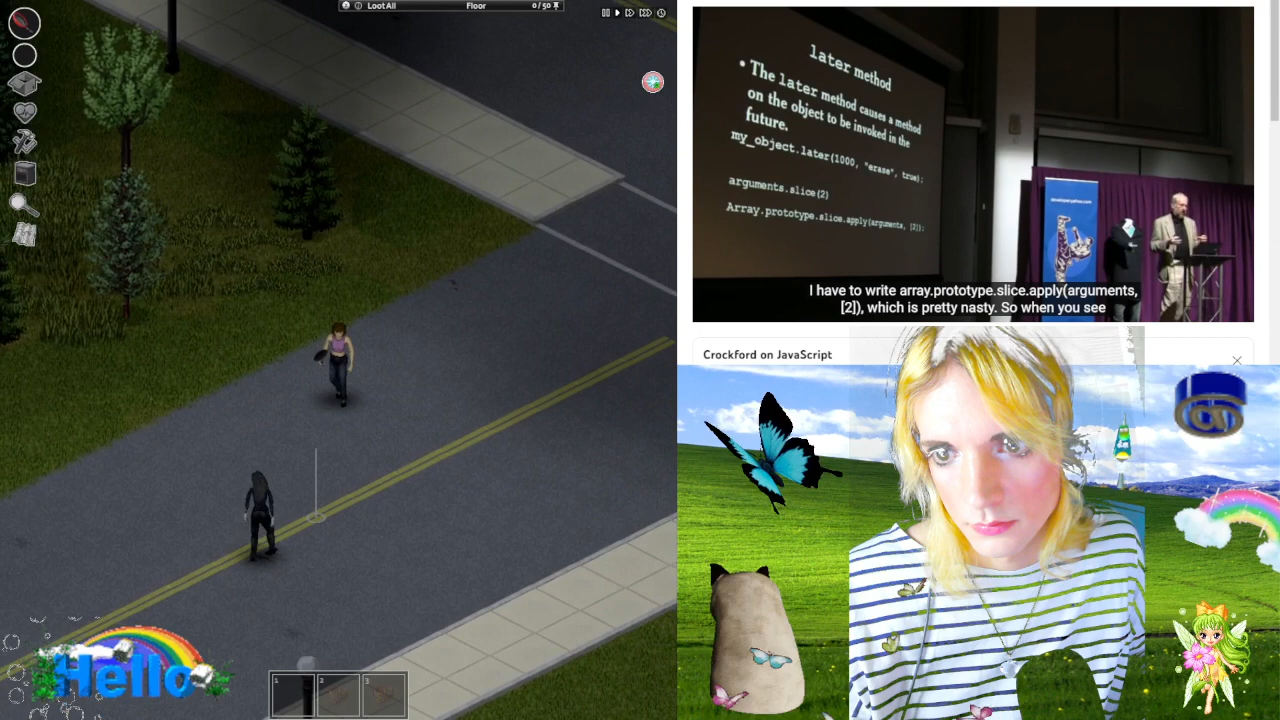 Loot All
Floor
0 / 50
Hello
1
2
3
later method
• The later method causes a method
on the object to be invoked in the
future.
my_object.later(1000, "erase", true);
arguments.slice(2)
Array.prototype.slice.apply(arguments, [2]);
developer.yahoo.com
I have to write array.prototype.slice.apply(arguments,
[2]), which is pretty nasty. So when you see
Crockford on JavaScript
@